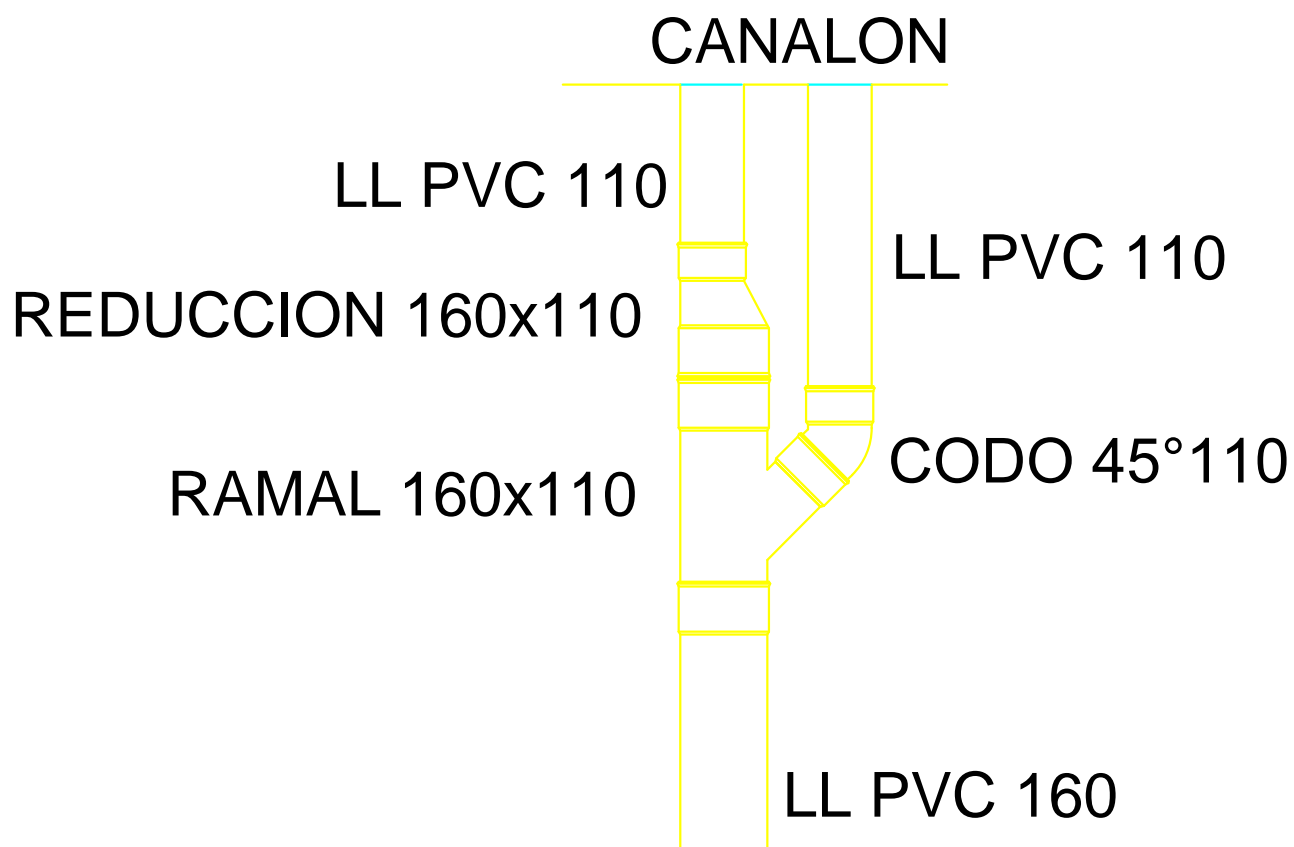 CANALON
LL PVC 110
LL PVC 110
REDUCCION 160x110
CODO 45°110
RAMAL 160x110
LL PVC 160